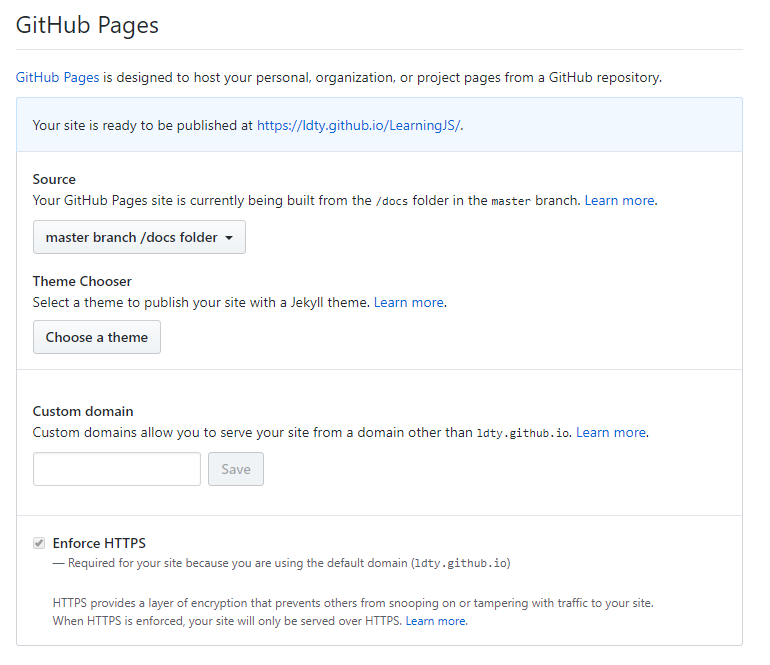 GitHub Pages
GitHub Pages is designed to host your personal, organization, or project pages from a GitHub repository.
Your site is ready to be published at https://ldty.github.io/LearningJS/.
Source
Your GitHub Pages site is currently being built from the /docs folder in the master branch. Learn more.
master branch /docs folder
Theme Chooser
Select a theme to publish your site with a Jekyll theme. Learn more.
Choose a theme
Custom domain
Custom domains allow you to serve your site from a domain other than ldty.github.io. Learn more.
Save
Enforce HTTPS
— Required for your site because you are using the default domain (ldty.github.io)
HTTPS provides a layer of encryption that prevents others from snooping on or tampering with traffic to your site.
When HTTPS is enforced, your site will only be served over HTTPS. Learn more.